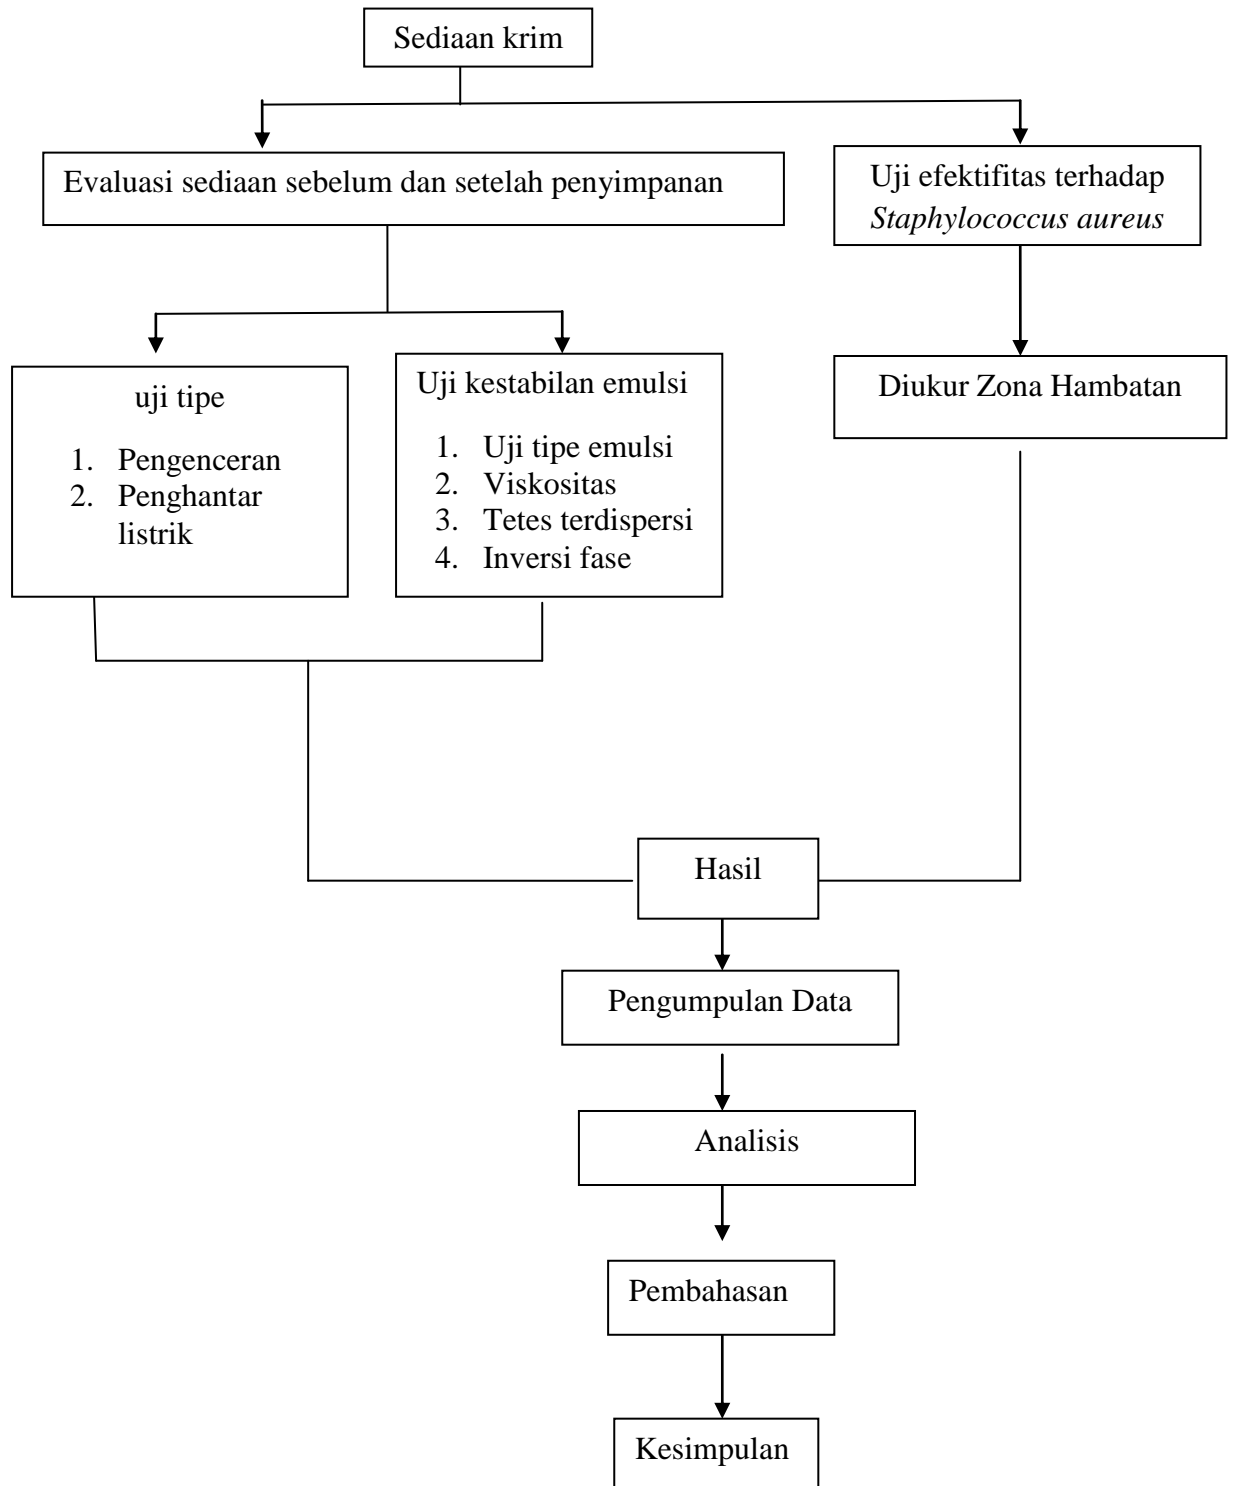 Sediaan krim
Evaluasi sediaan sebelum dan setelah penyimpanan
Uji efektifitas terhadap
Staphylococcus aureus
uji tipe
1. Pengenceran
2. Penghantar
listrik
Uji kestabilan emulsi
1. Uji tipe emulsi
2. Viskositas
3. Tetes terdispersi
4. Inversi fase
Diukur Zona Hambatan
Hasil
Pengumpulan Data
Analisis
Pembahasan
Kesimpulan